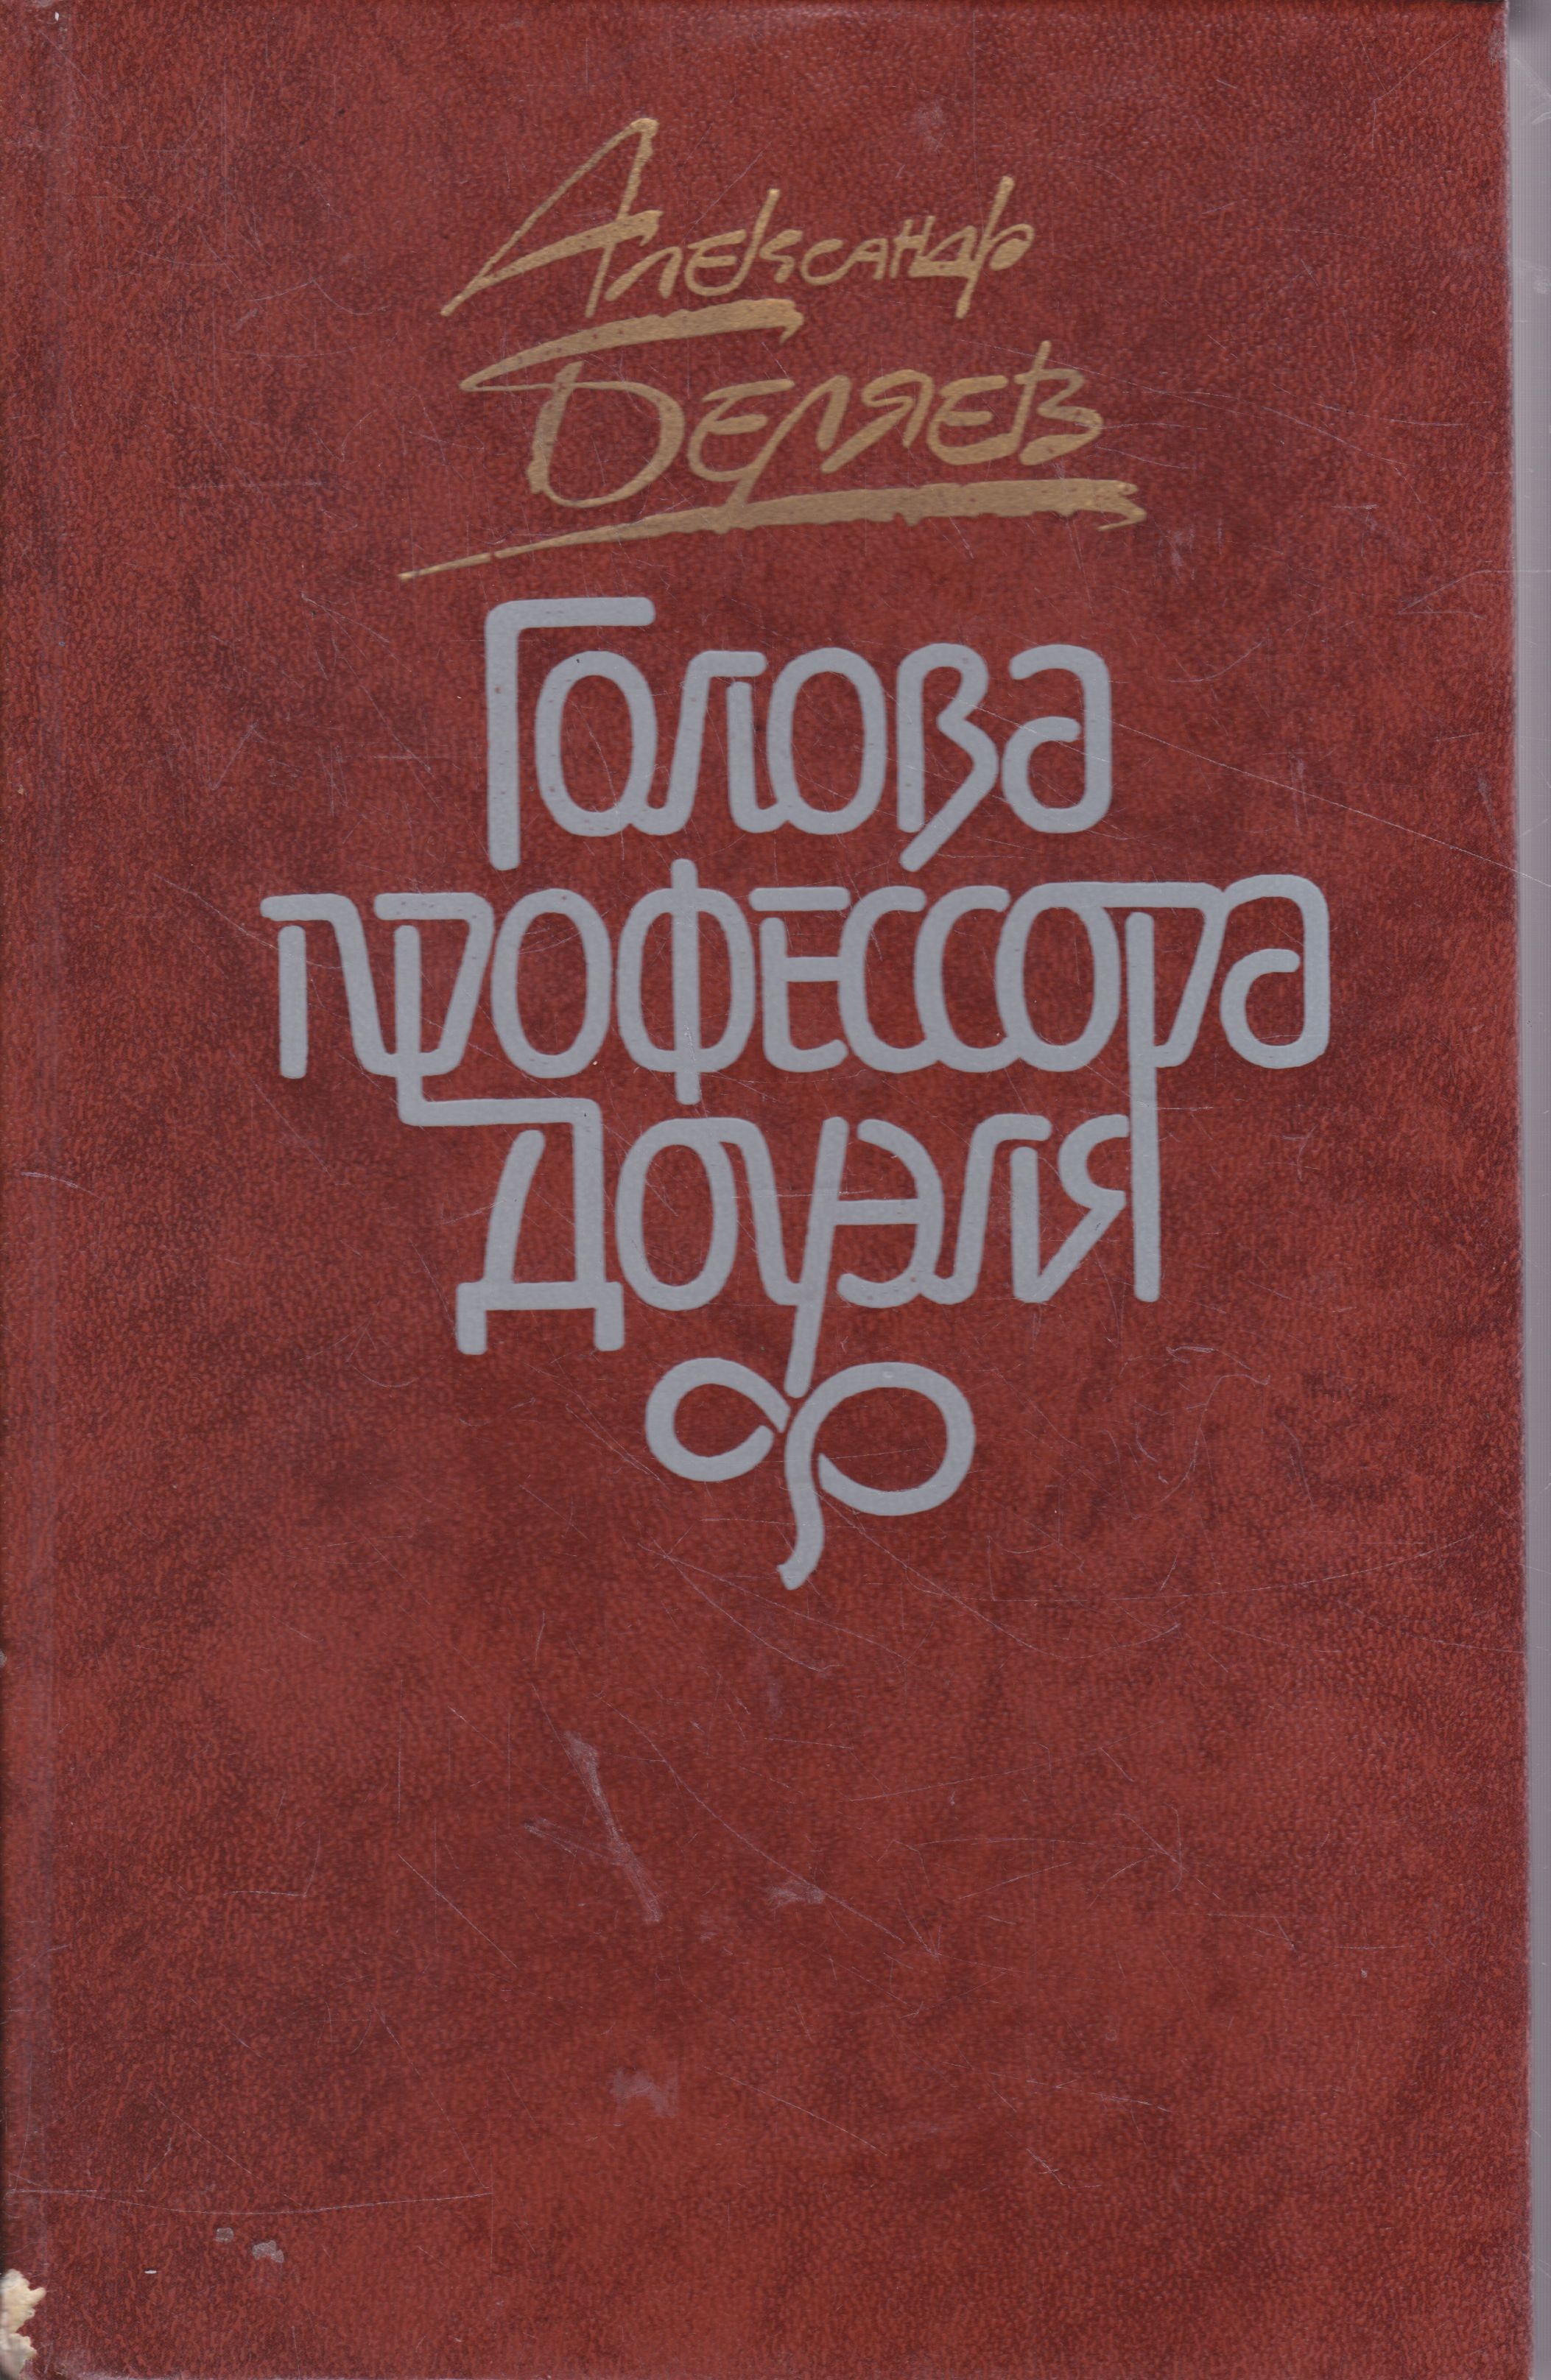 Александр
Беляев
Голова
профессора
Доуэля